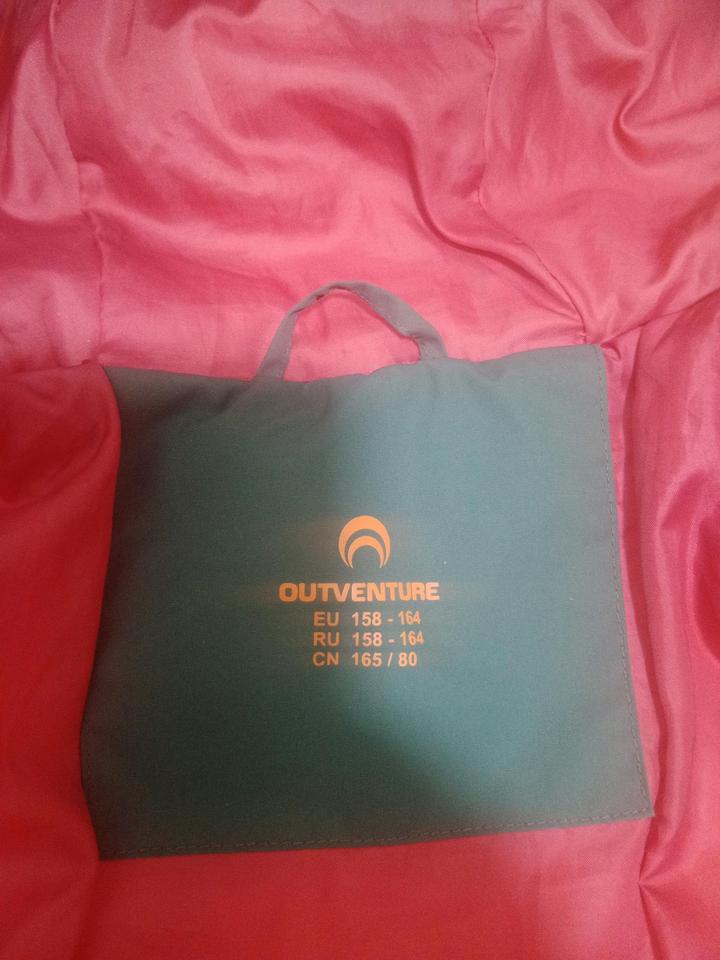 OUTVENTURE
EU 158 - 164
RU 158 - 164
CN 165 / 80